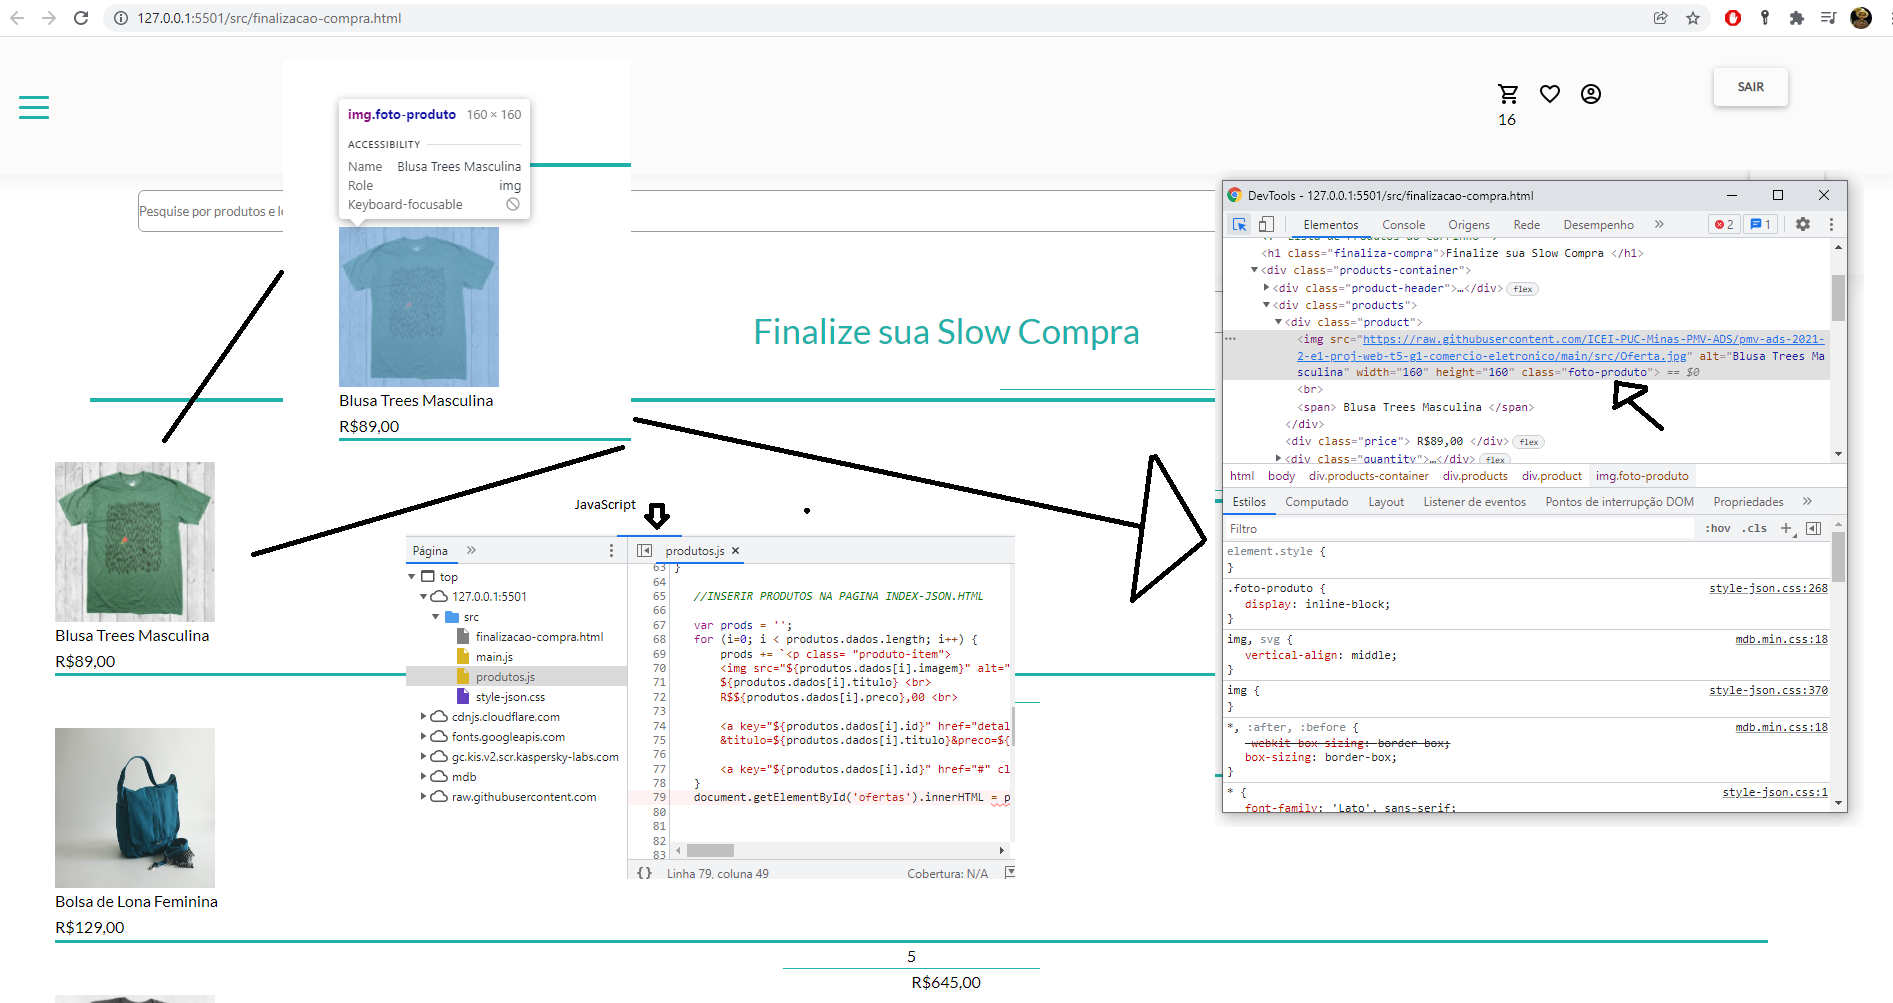 127.0.0.1:5501/src/finalizacao-compra.html
SAIR
16
img.foto-produto 160 × 160
ACCESSIBILITY
Name Blusa Trees Masculina
Role img
Keyboard-focusable
Pesquise por produtos e l
Finalize sua Slow Compra
Blusa Trees Masculina
R$89,00
Blusa Trees Masculina
R$89,00
Bolsa de Lona Feminina
R$129,00
5
R$645,00
JavaScript
Página
top
127.0.0.1:5501
src
finalizacao-compra.html
main.js
produtos.js
style-json.css
cdnjs.cloudflare.com
fonts.googleapis.com
gc.kis.v2.scr.kaspersky-labs.com
mdb
raw.githubusercontent.com
produtos.js
63 }
64
65 //INSERIR PRODUTOS NA PAGINA INDEX-JSON.HTML
66
67 var prods = '';
68 for (i=0; i < produtos.dados.length; i++) {
69 prods += `<p class= "produto-item">
70 <img src="${produtos.dados[i].imagem}" alt="
71 ${produtos.dados[i].titulo} <br>
72 R$${produtos.dados[i].preco},00 <br>
73
74 <a key="${produtos.dados[i].id}" href="detal
75 &titulo=${produtos.dados[i].titulo}&preco=${
76
77 <a key="${produtos.dados[i].id}" href="#" cl
78 }
79 document.getElementById('ofertas').innerHTML = p
80
81
82
83
{} Linha 79, coluna 49 Cobertura: N/A
DevTools - 127.0.0.1:5501/src/finalizacao-compra.html
Elementos Console Origens Rede Desempenho » 2 1
<h1 class="finaliza-compra">Finalize sua Slow Compra </h1>
<div class="products-container">
<div class="product-header">…</div> flex
<div class="products">
<div class="product">
<img src="https://raw.githubusercontent.com/ICEI-PUC-Minas-PMV-ADS/pmv-ads-2021-
2-e1-proj-web-t5-g1-comercio-eletronico/main/src/Oferta.jpg" alt="Blusa Trees Ma
sculina" width="160" height="160" class="foto-produto"> == $0
<br>
<span> Blusa Trees Masculina </span>
</div>
<div class="price"> R$89,00 </div> flex
<div class="quantity">…</div> flex
html body div.products-container div.products div.product img.foto-produto
Estilos Computado Layout Listener de eventos Pontos de interrupção DOM Propriedades »
Filtro :hov .cls +
element.style {
}
.foto-produto { style-json.css:268
display: inline-block;
}
img, svg { mdb.min.css:18
vertical-align: middle;
}
img { style-json.css:370
}
*, :after, :before { mdb.min.css:18
-webkit-box-sizing: border-box;
box-sizing: border-box;
}
* { style-json.css:1
font-family: 'Lato', sans-serif;